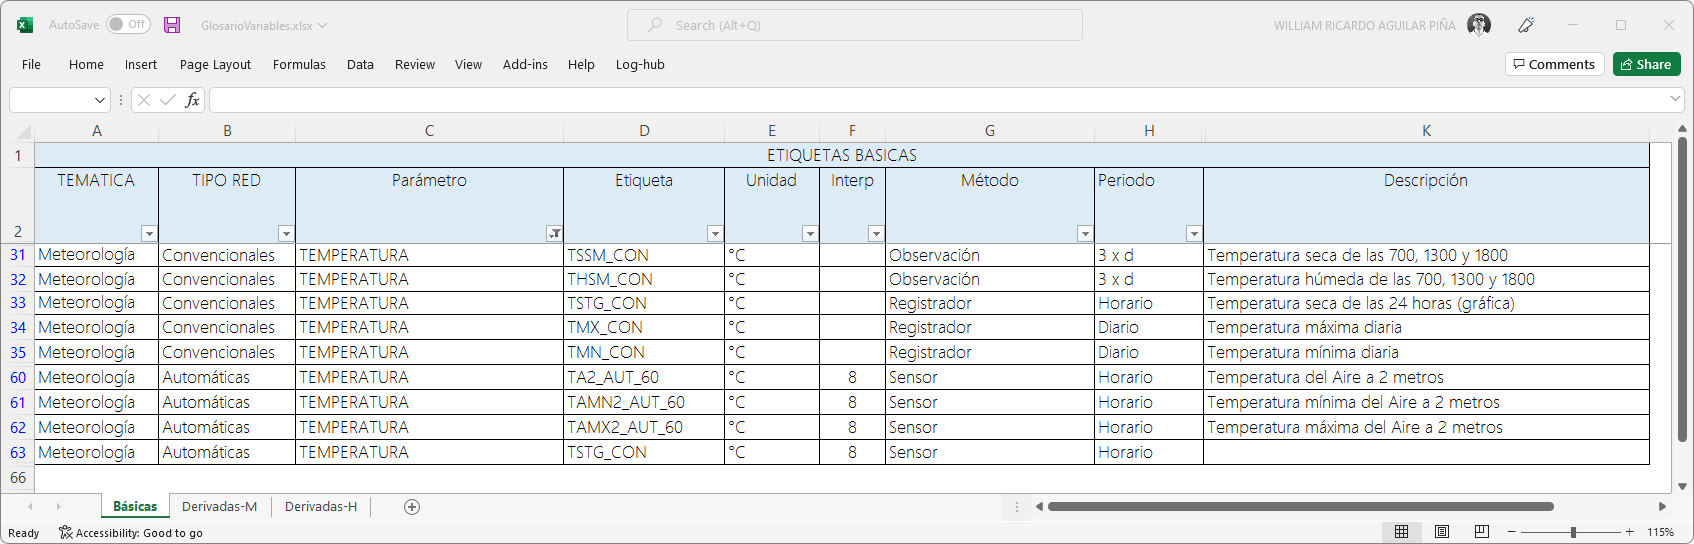 AutoSave Off GlosarioVariables.xlsx Search (Alt+Q) WILLIAM RICARDO AGUILAR PIÑA
File Home Insert Page Layout Formulas Data Review View Add-ins Help Log-hub Comments Share
fx
A B C D E F G H K
1 ETIQUETAS BASICAS
TEMATICA TIPO RED Parámetro Etiqueta Unidad Interp Método Periodo Descripción
2
31 Meteorología Convencionales TEMPERATURA TSSM_CON °C Observación 3 x d Temperatura seca de las 700, 1300 y 1800
32 Meteorología Convencionales TEMPERATURA THSM_CON °C Observación 3 x d Temperatura húmeda de las 700, 1300 y 1800
33 Meteorología Convencionales TEMPERATURA TSTG_CON °C Registrador Horario Temperatura seca de las 24 horas (gráfica)
34 Meteorología Convencionales TEMPERATURA TMX_CON °C Registrador Diario Temperatura máxima diaria
35 Meteorología Convencionales TEMPERATURA TMN_CON °C Registrador Diario Temperatura mínima diaria
60 Meteorología Automáticas TEMPERATURA TA2_AUT_60 °C 8 Sensor Horario Temperatura del Aire a 2 metros
61 Meteorología Automáticas TEMPERATURA TAMN2_AUT_60 °C 8 Sensor Horario Temperatura mínima del Aire a 2 metros
62 Meteorología Automáticas TEMPERATURA TAMX2_AUT_60 °C 8 Sensor Horario Temperatura máxima del Aire a 2 metros
63 Meteorología Automáticas TEMPERATURA TSTG_CON °C 8 Sensor Horario
66
Básicas Derivadas-M Derivadas-H
Ready Accessibility: Good to go 115%